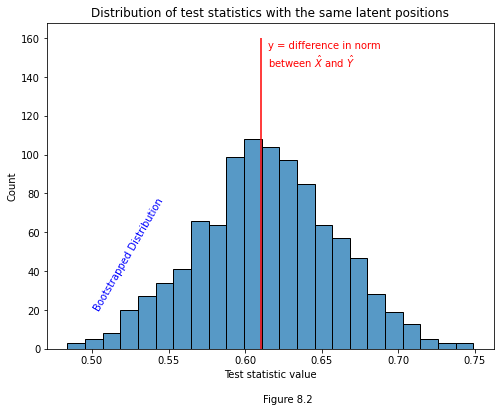 Distribution of test statistics with the same latent positions
160
140
120
100
80
60
40
20
0
Count
y = difference in norm
between X̂ and Ŷ
Bootstrapped Distribution
0.50 0.55 0.60 0.65 0.70 0.75
Test statistic value
Figure 8.2